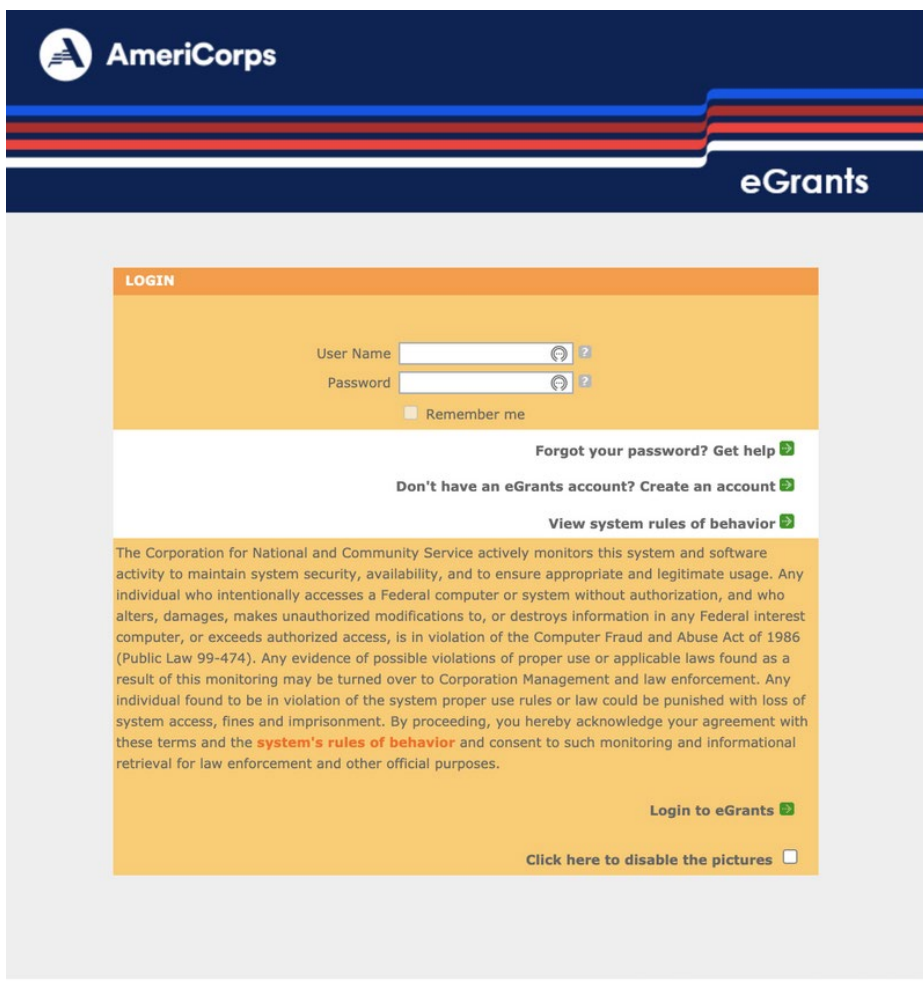 AmeriCorps
eGrants
LOGIN
User Name
Password
Remember me
Forgot your password? Get help
Don't have an eGrants account? Create an account
View system rules of behavior
The Corporation for National and Community Service actively monitors this system and software
activity to maintain system security, availability, and to ensure appropriate and legitimate usage. Any
individual who intentionally accesses a Federal computer or system without authorization, and who
alters, damages, makes unauthorized modifications to, or destroys information in any Federal interest
computer, or exceeds authorized access, is in violation of the Computer Fraud and Abuse Act of 1986
(Public Law 99-474). Any evidence of possible violations of proper use or applicable laws found as a
result of this monitoring may be turned over to Corporation Management and law enforcement. Any
individual found to be in violation of the system proper use rules or law could be punished with loss of
system access, fines and imprisonment. By proceeding, you hereby acknowledge your agreement with
these terms and the system's rules of behavior and consent to such monitoring and informational
retrieval for law enforcement and other official purposes.
Login to eGrants
Click here to disable the pictures